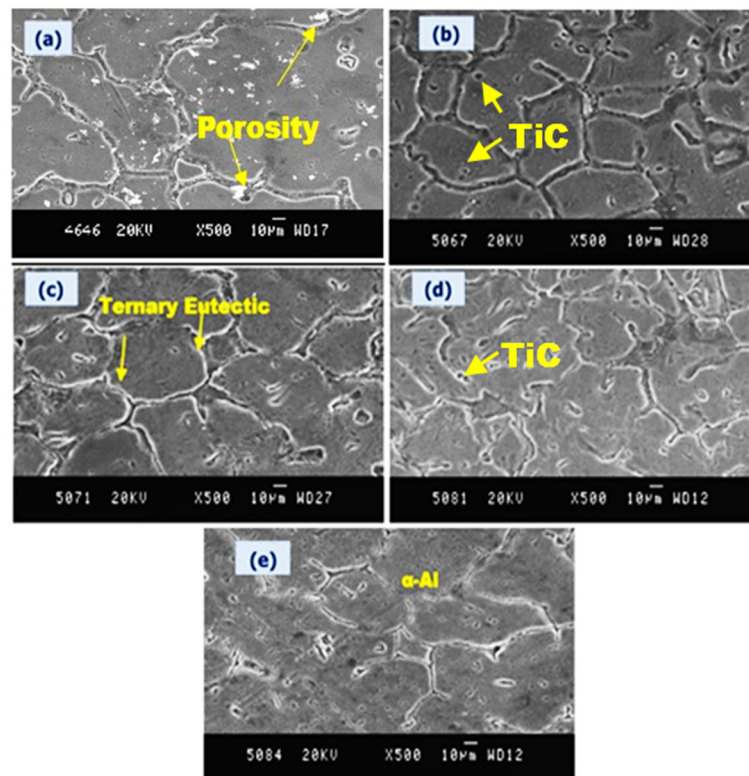 (a)
Porosity
4646 20KV X500 10µm WD17
(b)
TiC
5067 20KV X500 10µm WD28
(c)
Ternary Eutectic
5071 20KV X500 10µm WD27
(d)
TiC
5081 20KV X500 10µm WD12
(e)
α-Al
5084 20KV X500 10µm WD12